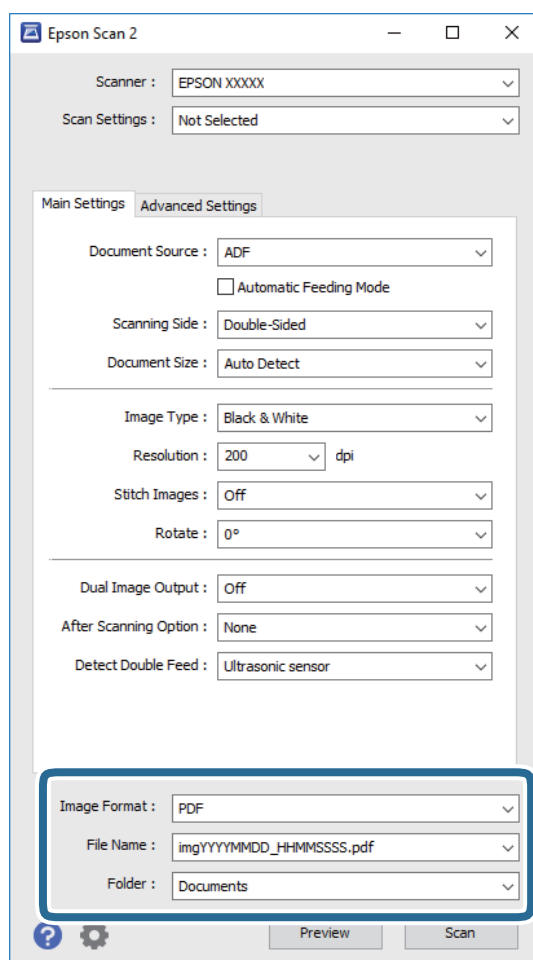 Epson Scan 2
Scanner : EPSON XXXXX
Scan Settings : Not Selected
Main Settings Advanced Settings
Document Source : ADF
Automatic Feeding Mode
Scanning Side : Double-Sided
Document Size : Auto Detect
Image Type : Black & White
Resolution : 200 dpi
Stitch Images : Off
Rotate : 0°
Dual Image Output : Off
After Scanning Option : None
Detect Double Feed : Ultrasonic sensor
Image Format : PDF
File Name : imgYYYYMMDD_HHMMSSSS.pdf
Folder : Documents
? Preview Scan